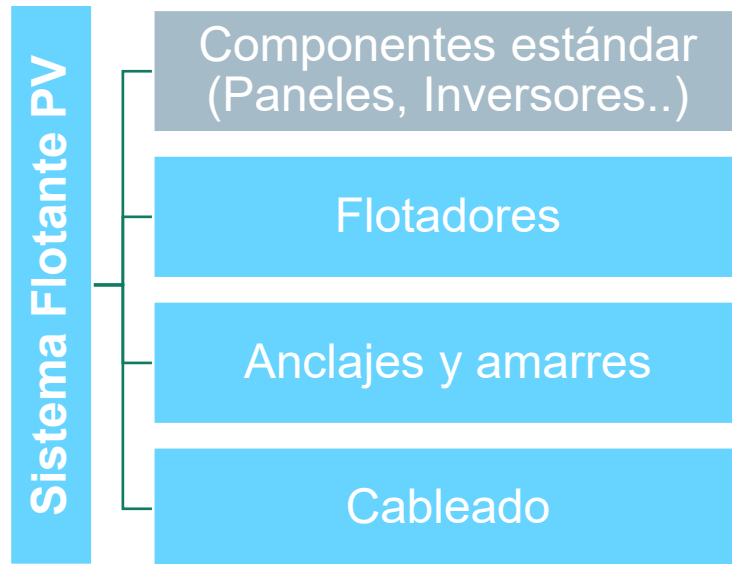 Sistema Flotante PV
Componentes estándar
(Paneles, Inversores..)
Flotadores
Anclajes y amarres
Cableado